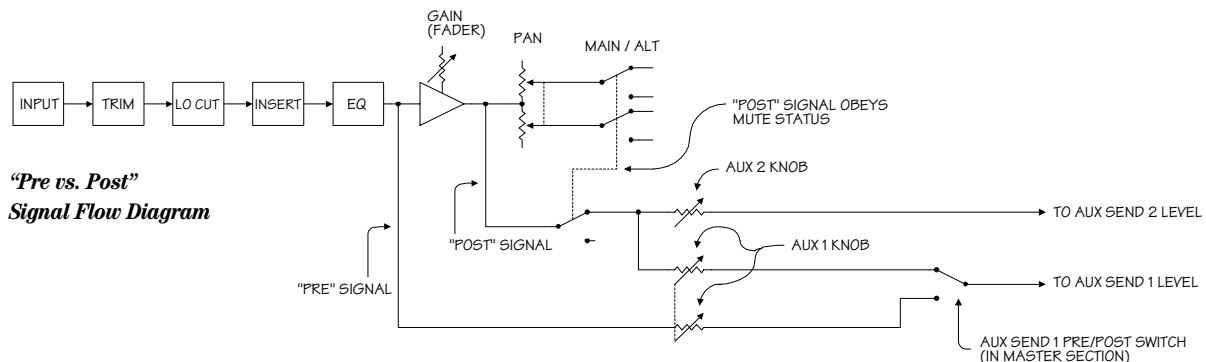 GAIN
(FADER)
PAN
MAIN / ALT
INPUT
TRIM
LO CUT
INSERT
EQ
"POST" SIGNAL OBEYS
MUTE STATUS
"Pre vs. Post"
Signal Flow Diagram
AUX 2 KNOB
TO AUX SEND 2 LEVEL
"POST" SIGNAL
AUX 1 KNOB
"PRE" SIGNAL
TO AUX SEND 1 LEVEL
AUX SEND 1 PRE/POST SWITCH
(IN MASTER SECTION)